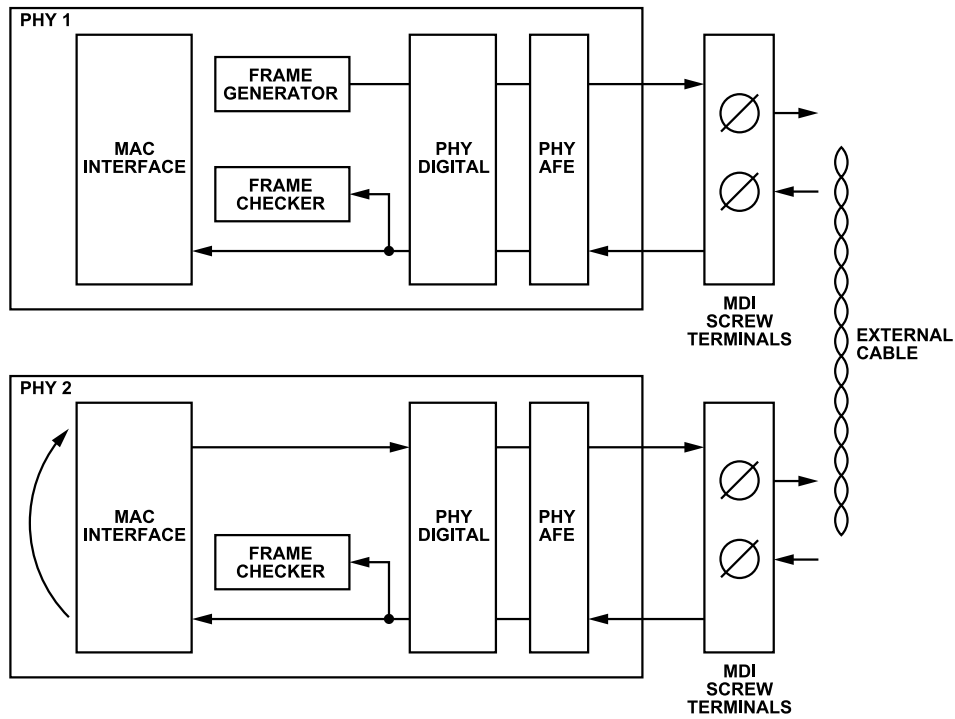 PHY 1
MAC
INTERFACE
FRAME
GENERATOR
FRAME
CHECKER
PHY
DIGITAL
PHY
AFE
MDI
SCREW
TERMINALS
EXTERNAL
CABLE
PHY 2
MAC
INTERFACE
FRAME
CHECKER
PHY
DIGITAL
PHY
AFE
MDI
SCREW
TERMINALS